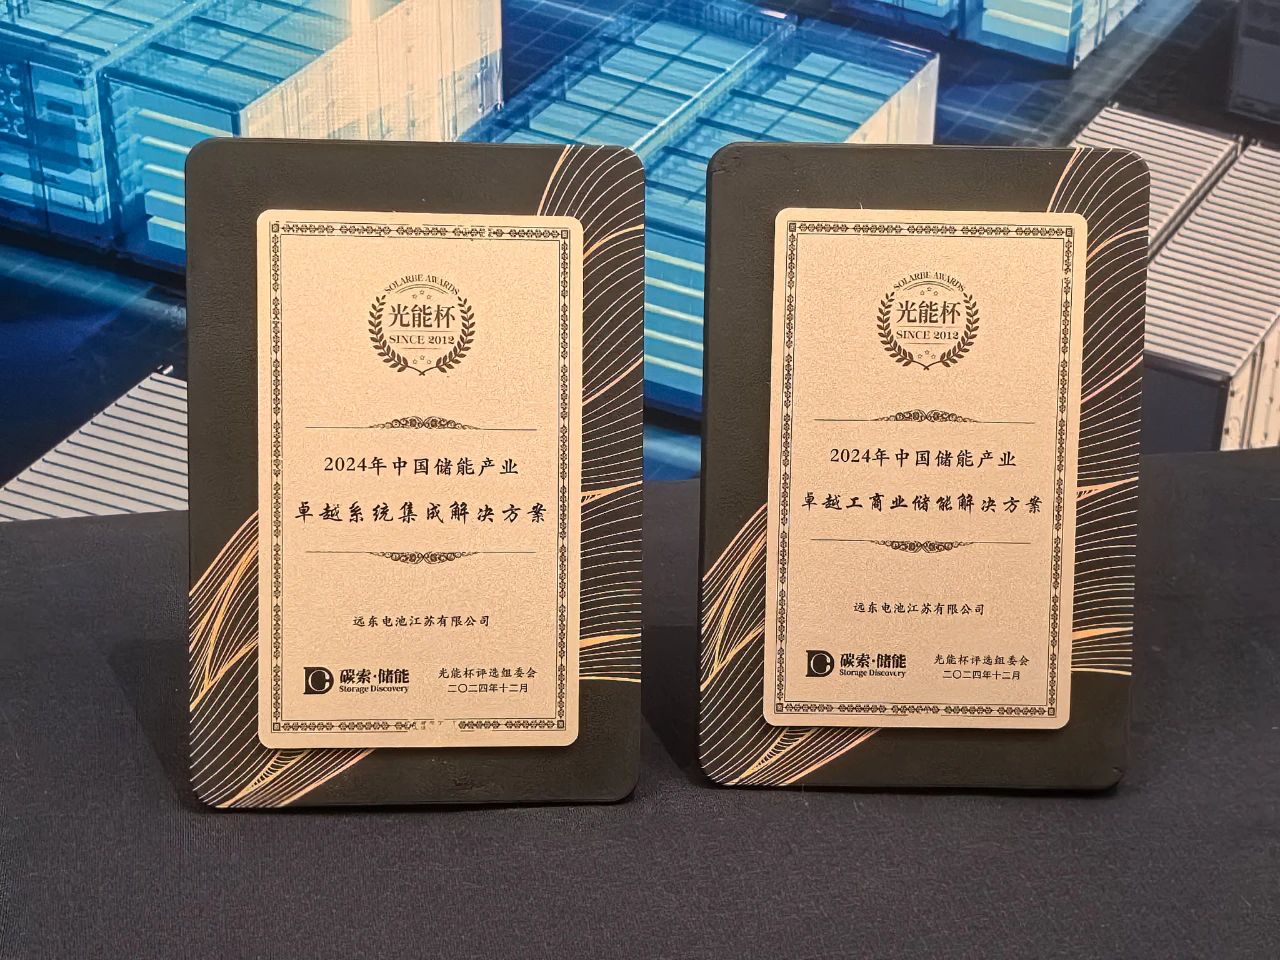 SOLARBE AWARDS
光能杯
SINCE 2012
2024年中国储能产业
卓越系统集成解决方案
远东电池江苏有限公司
碳索·储能
Storage Discovery
光能杯评选组委会
二〇二四年十二月
SOLARBE AWARDS
光能杯
SINCE 2012
2024年中国储能产业
卓越工商业储能解决方案
远东电池江苏有限公司
碳索·储能
Storage Discovery
光能杯评选组委会
二〇二四年十二月